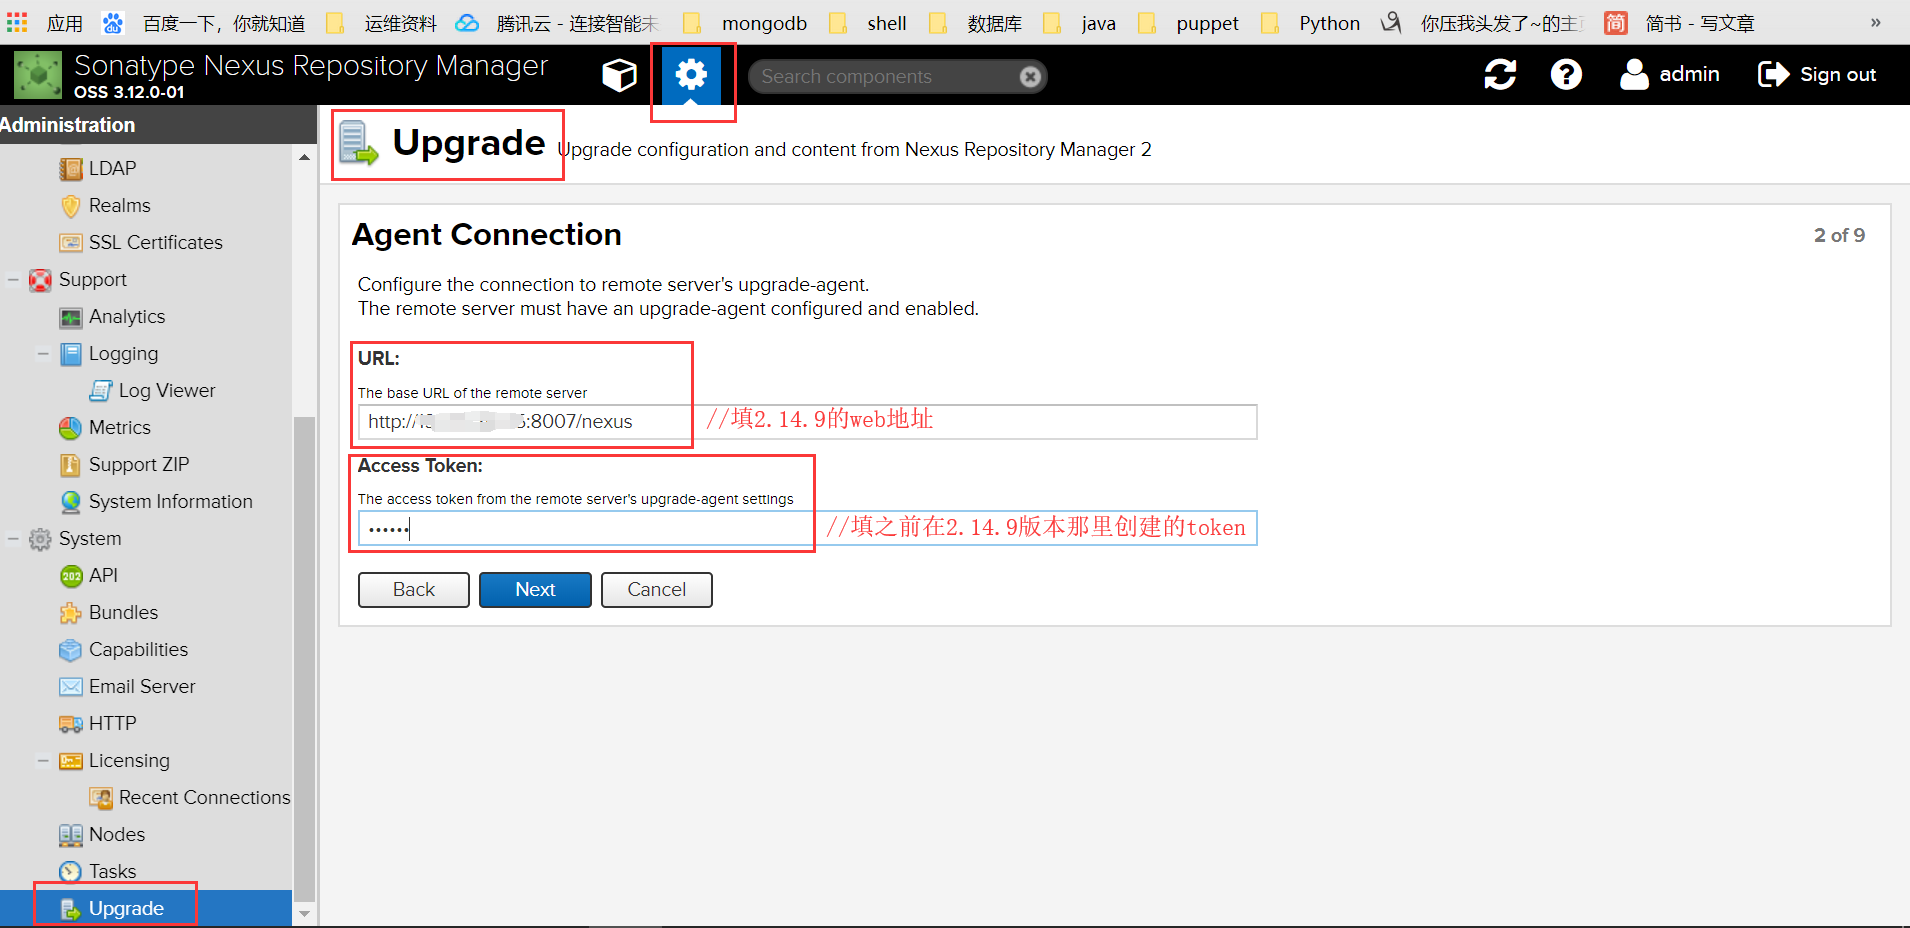 应用 百度一下，你就知道 运维资料 腾讯云 - 连接智能未 mongodb shell 数据库 java puppet Python 你压我头发了~的主 简书 - 写文章 »
Sonatype Nexus Repository Manager
OSS 3.12.0-01
Search components
admin
Sign out
Administration
LDAP
Realms
SSL Certificates
Support
Analytics
Logging
Log Viewer
Metrics
Support ZIP
System Information
System
API
Bundles
Capabilities
Email Server
HTTP
Licensing
Recent Connections
Nodes
Tasks
Upgrade
Upgrade Upgrade configuration and content from Nexus Repository Manager 2
Agent Connection
2 of 9
Configure the connection to remote server's upgrade-agent.
The remote server must have an upgrade-agent configured and enabled.
URL:
The base URL of the remote server
http:// :8007/nexus //填2.14.9的web地址
Access Token:
The access token from the remote server's upgrade-agent settings
•••••• //填之前在2.14.9版本那里创建的token
Back Next Cancel